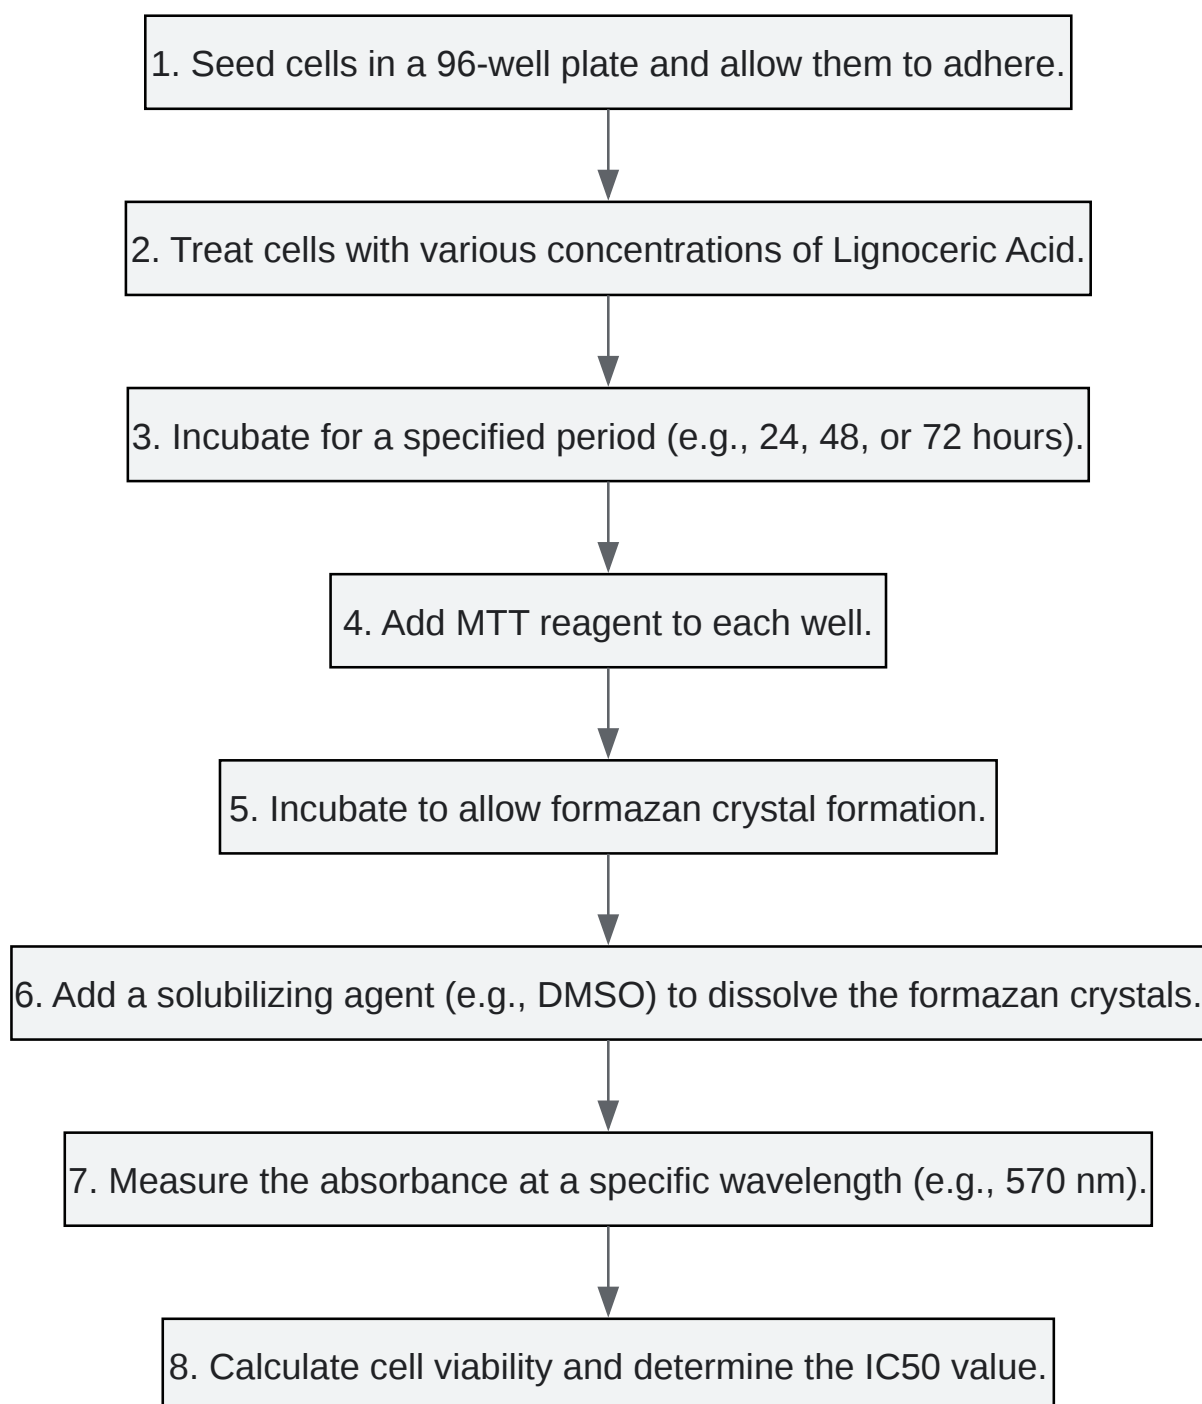 1. Seed cells in a 96-well plate and allow them to adhere.
2. Treat cells with various concentrations of Lignoceric Acid.
3. Incubate for a specified period (e.g., 24, 48, or 72 hours).
4. Add MTT reagent to each well.
5. Incubate to allow formazan crystal formation.
6. Add a solubilizing agent (e.g., DMSO) to dissolve the formazan crystals.
7. Measure the absorbance at a specific wavelength (e.g., 570 nm).
8. Calculate cell viability and determine the IC50 value.